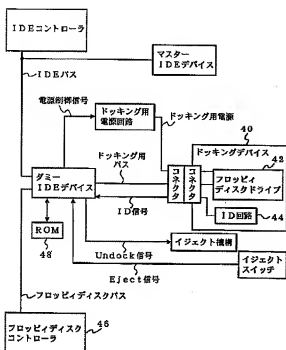 IDEコントローラ
マスター
IDEデバイス
IDEバス
電源制御信号
ドッキング用
電源回路
ドッキング用電源
40
ドッキングデバイス
42
ドッキング用
バス
コネクタ
コネクタ
フロッピィ
ディスクドライブ
ダミー
IDEデバイス
ID信号
ID回路
44
ROM
48
イジェクト機構
Undock信号
イジェクト
スイッチ
Eject信号
フロッピィディスクバス
フロッピィディスク
コントローラ
46